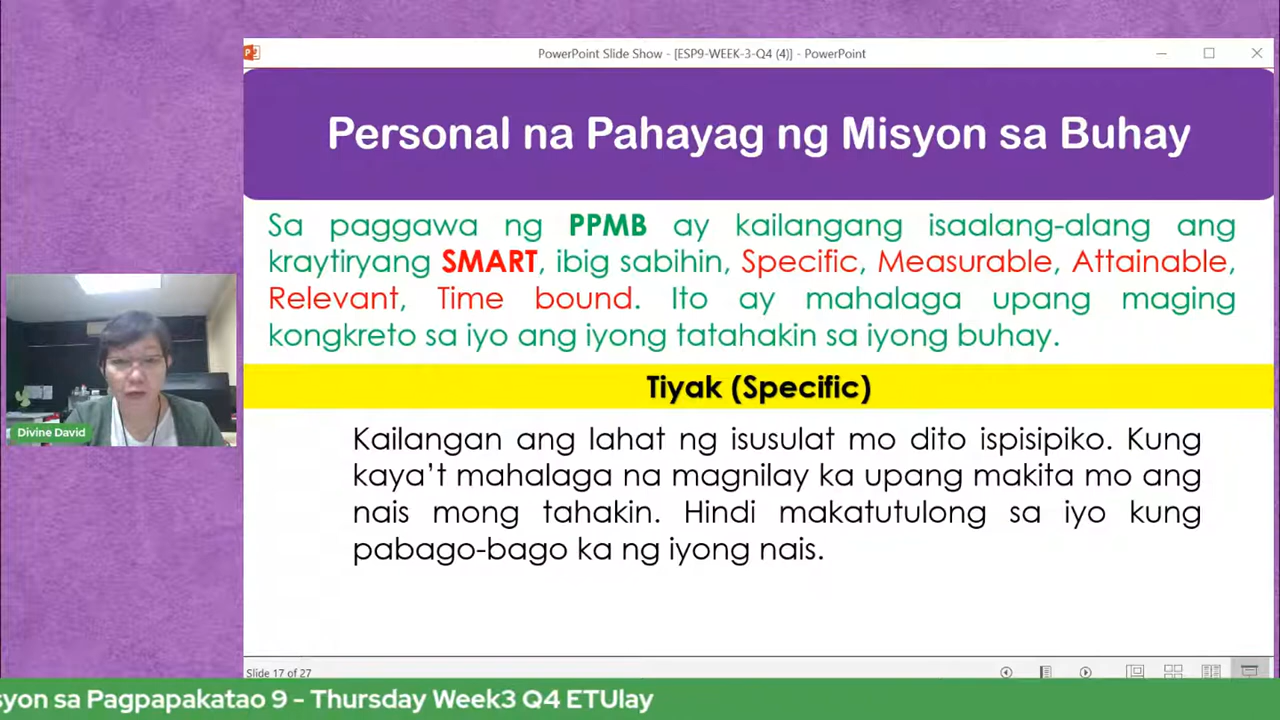 PowerPoint Slide Show - [ESP9-WEEK-3-Q4 (4)] - PowerPoint
Personal na Pahayag ng Misyon sa Buhay
Sa paggawa ng PPMB ay kailangang isaalang-alang ang
kraytiryang SMART, ibig sabihin, Specific, Measurable, Attainable,
Relevant, Time bound. Ito ay mahalaga upang maging
kongkreto sa iyo ang iyong tatahakin sa iyong buhay.
Tiyak (Specific)
Kailangan ang lahat ng isusulat mo dito ispisipiko. Kung
kaya't mahalaga na magnilay ka upang makita mo ang
nais mong tahakin. Hindi makatutulong sa iyo kung
pabago-bago ka ng iyong nais.
Divine David
Slide 17 of 27
syon sa Pagpapakatao 9 - Thursday Week3 Q4 ETUlay